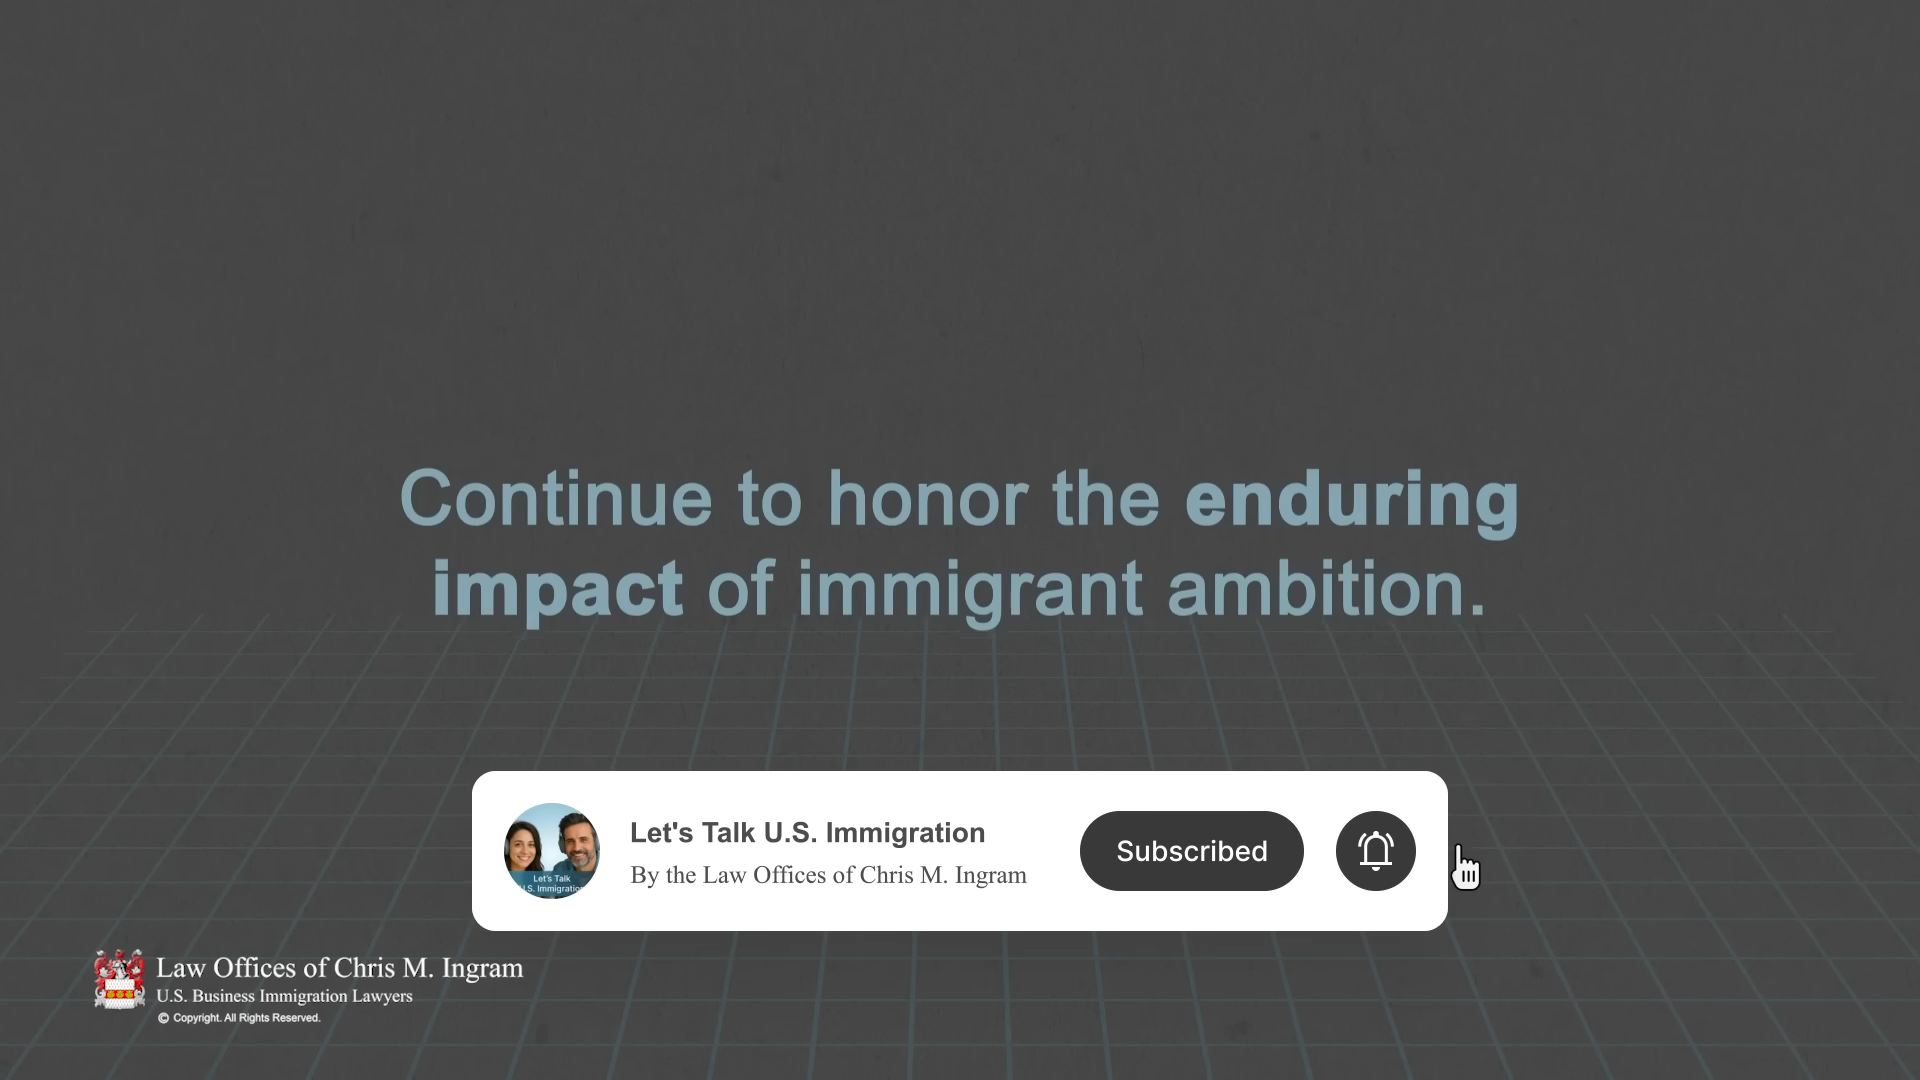 Continue to honor the enduring
impact of immigrant ambition.
Let's Talk U.S. Immigration
By the Law Offices of Chris M. Ingram
Subscribed
Let's Talk
U.S. Immigration
Law Offices of Chris M. Ingram
U.S. Business Immigration Lawyers
© Copyright. All Rights Reserved.